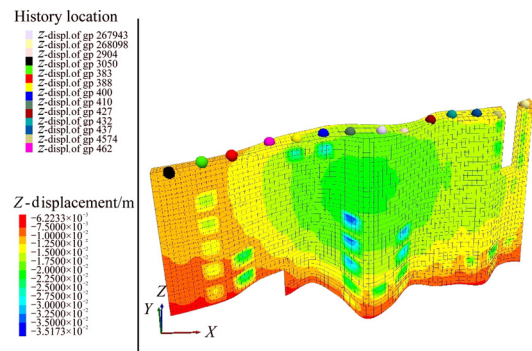 History location
Z-displ.of gp 267943
Z-displ.of gp 268098
Z-displ.of gp 2904
Z-displ.of gp 3050
Z-displ.of gp 383
Z-displ.of gp 388
Z-displ.of gp 400
Z-displ.of gp 410
Z-displ.of gp 427
Z-displ.of gp 432
Z-displ.of gp 437
Z-displ.of gp 4574
Z-displ.of gp 462
Z-displacement/m
−6.2233×10⁻³
−7.5000×10⁻³
−1.0000×10⁻²
−1.2500×10⁻²
−1.5000×10⁻²
−1.7500×10⁻²
−2.0000×10⁻²
−2.2500×10⁻²
−2.5000×10⁻²
−2.7500×10⁻²
−3.0000×10⁻²
−3.2500×10⁻²
−3.5000×10⁻²
−3.5173×10⁻²
Z
Y
X